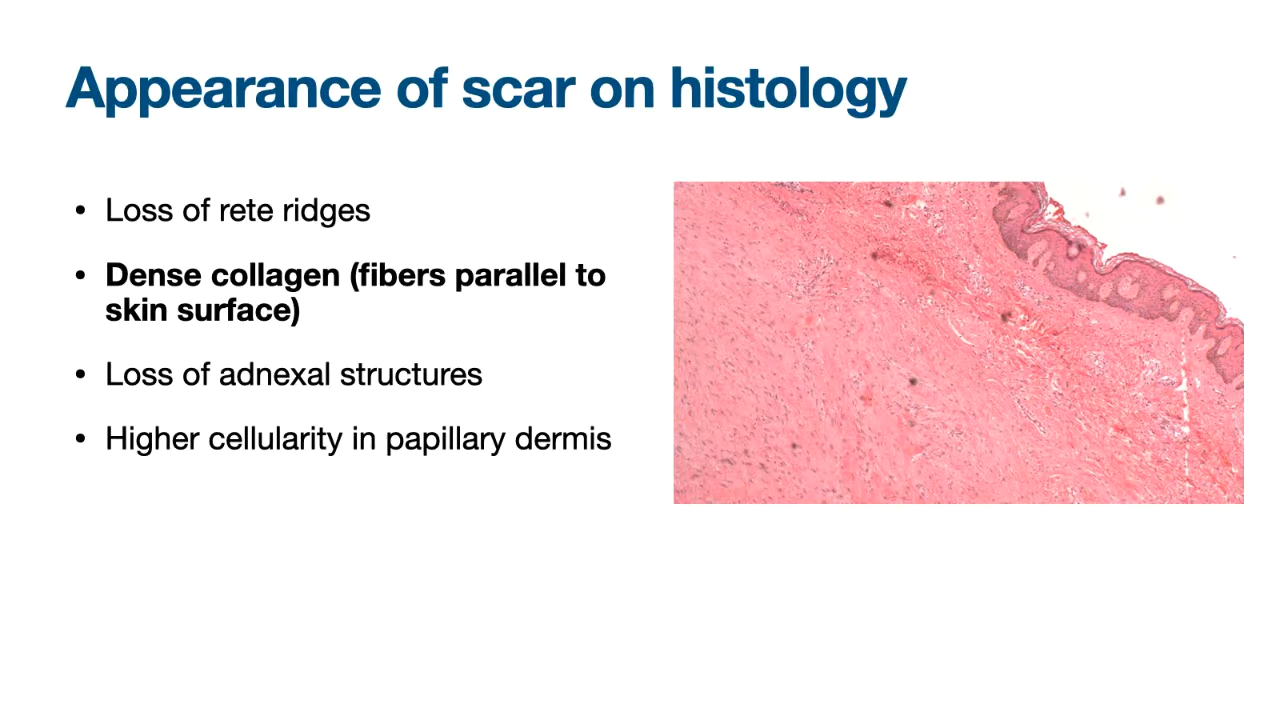 Appearance of scar on histology
• Loss of rete ridges
• Dense collagen (fibers parallel to
skin surface)
• Loss of adnexal structures
• Higher cellularity in papillary dermis